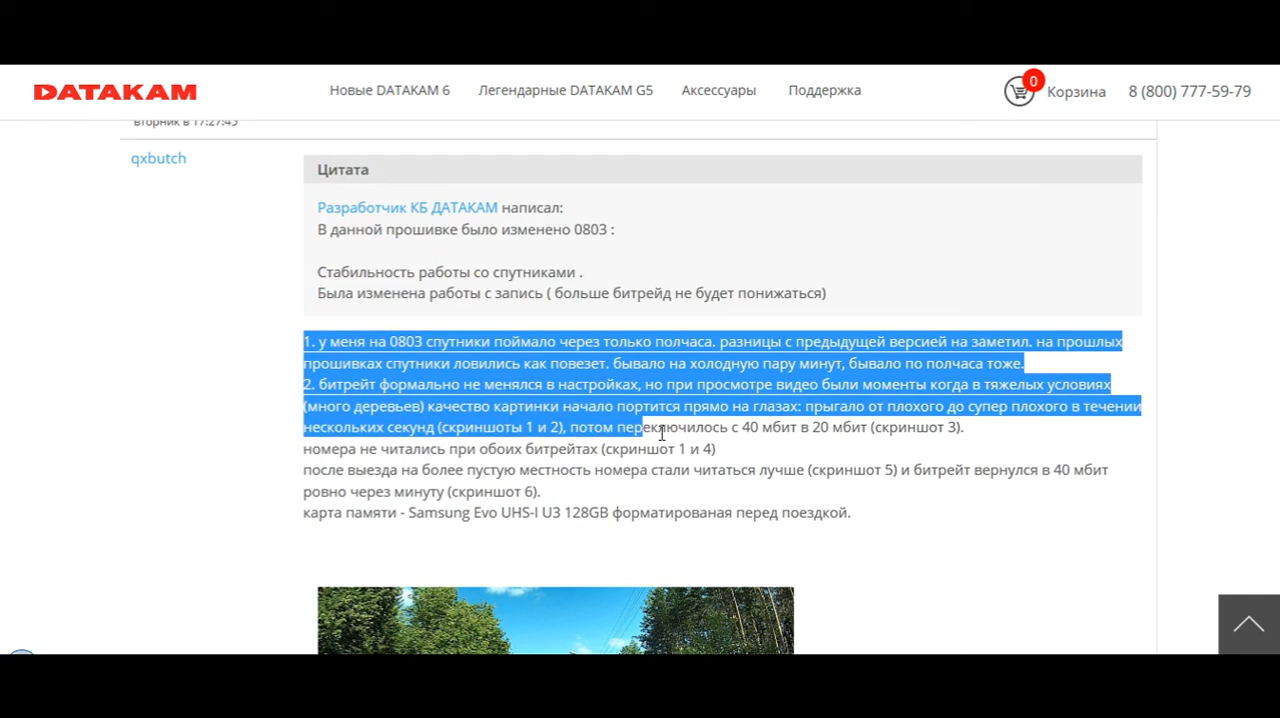 DATAKAM
Новые DATAKAM 6
Легендарные DATAKAM G5
Аксессуары
Поддержка
0
Корзина
8 (800) 777-59-79
вторник в 17:27:45
qxbutch
Цитата
Разработчик КБ ДАТАКАМ написал:
В данной прошивке было изменено 0803 :
Стабильность работы со спутниками .
Была изменена работы с запись ( больше битрейд не будет понижаться)
1. у меня на 0803 спутники поймало через только полчаса. разницы с предыдущей версией на заметил. на прошлых
прошивках спутники ловились как повезет. бывало на холодную пару минут, бывало по полчаса тоже.
2. битрейт формально не менялся в настройках, но при просмотре видео были моменты когда в тяжелых условиях
(много деревьев) качество картинки начало портится прямо на глазах: прыгало от плохого до супер плохого в течении
нескольких секунд (скриншоты 1 и 2), потом переключилось с 40 мбит в 20 мбит (скриншот 3).
номера не читались при обоих битрейтах (скриншот 1 и 4)
после выезда на более пустую местность номера стали читаться лучше (скриншот 5) и битрейт вернулся в 40 мбит
ровно через минуту (скриншот 6).
карта памяти - Samsung Evo UHS-I U3 128GB форматированая перед поездкой.